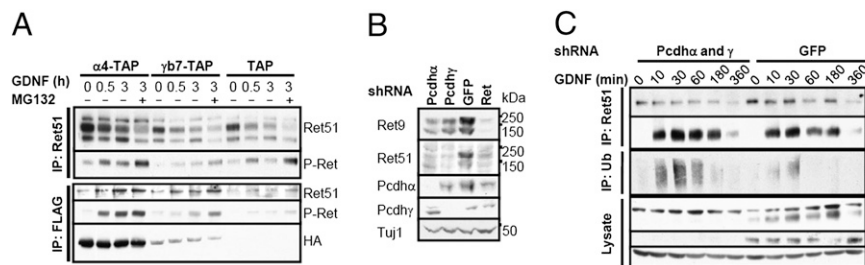 A
α4-TAP γb7-TAP TAP
GDNF (h) 0 0.5 3 3 0 0.5 3 3 0 0.5 3 3
MG132 − − − + − − − + − − − +
IP: Ret51
Ret51
P-Ret
IP: FLAG
Ret51
P-Ret
HA
B
shRNA Pcdhα Pcdhγ GFP Ret kDa
Ret9 250
150
Ret51 250
150
Pcdhα
Pcdhγ
Tuj1 50
C
shRNA Pcdhα and γ GFP
GDNF (min) 0 10 30 60 180 360 0 10 30 60 180 360
IP: Ret51
IP: Ub
Lysate